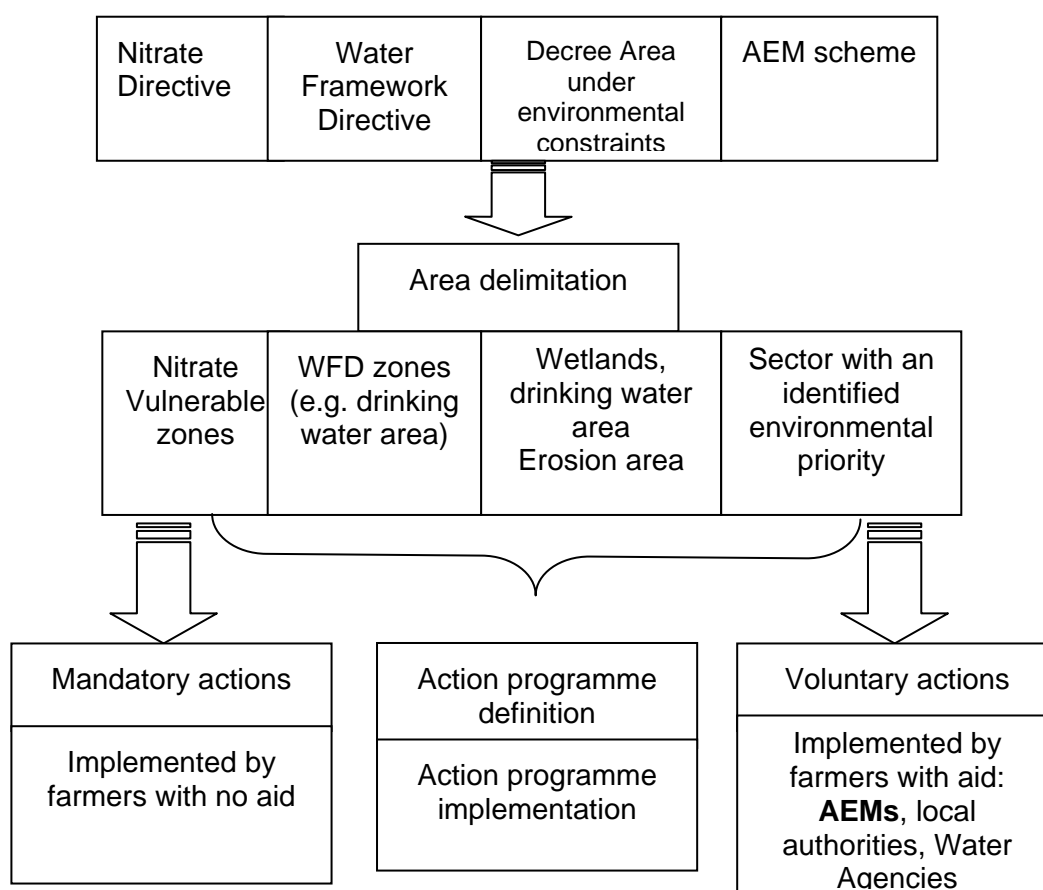 Nitrate
Directive
Water
Framework
Directive
Decree Area
under
environmental
constraints
AEM scheme
Area delimitation
Nitrate
Vulnerable
zones
WFD zones
(e.g. drinking
water area)
Wetlands,
drinking water
area
Erosion area
Sector with an
identified
environmental
priority
Mandatory actions
Implemented by
farmers with no aid
Action programme
definition
Action programme
implementation
Voluntary actions
Implemented by
farmers with aid:
AEMs, local
authorities, Water
Agencies